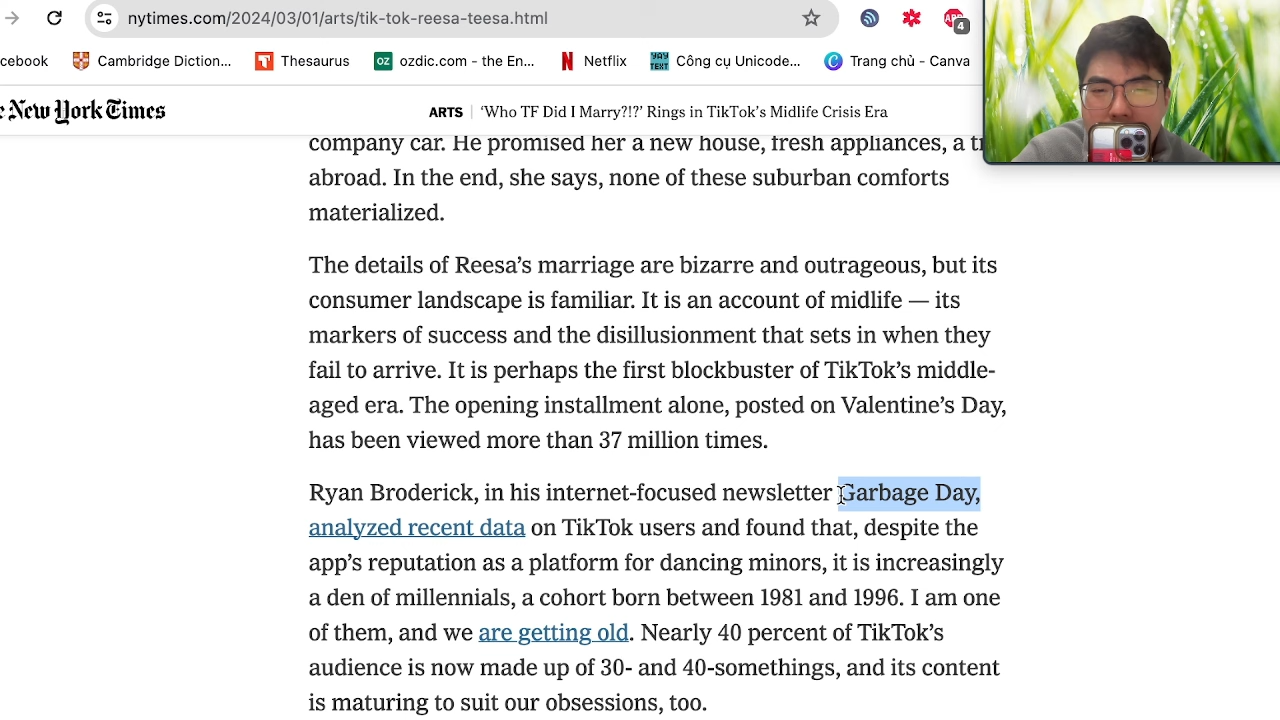 nytimes.com/2024/03/01/arts/tik-tok-reesa-teesa.html
4
cebook Cambridge Diction... Thesaurus ozdic.com - the En... Netflix Công cụ Unicode... Trang chủ - Canva
New York Times ARTS | ‘Who TF Did I Marry?!?’ Rings in TikTok’s Midlife Crisis Era
company car. He promised her a new house, fresh appliances, a
abroad. In the end, she says, none of these suburban comforts
materialized.
The details of Reesa’s marriage are bizarre and outrageous, but its
consumer landscape is familiar. It is an account of midlife — its
markers of success and the disillusionment that sets in when they
fail to arrive. It is perhaps the first blockbuster of TikTok’s middle-
aged era. The opening installment alone, posted on Valentine’s Day,
has been viewed more than 37 million times.
Ryan Broderick, in his internet-focused newsletter Garbage Day,
analyzed recent data on TikTok users and found that, despite the
app’s reputation as a platform for dancing minors, it is increasingly
a den of millennials, a cohort born between 1981 and 1996. I am one
of them, and we are getting old. Nearly 40 percent of TikTok’s
audience is now made up of 30- and 40-somethings, and its content
is maturing to suit our obsessions, too.